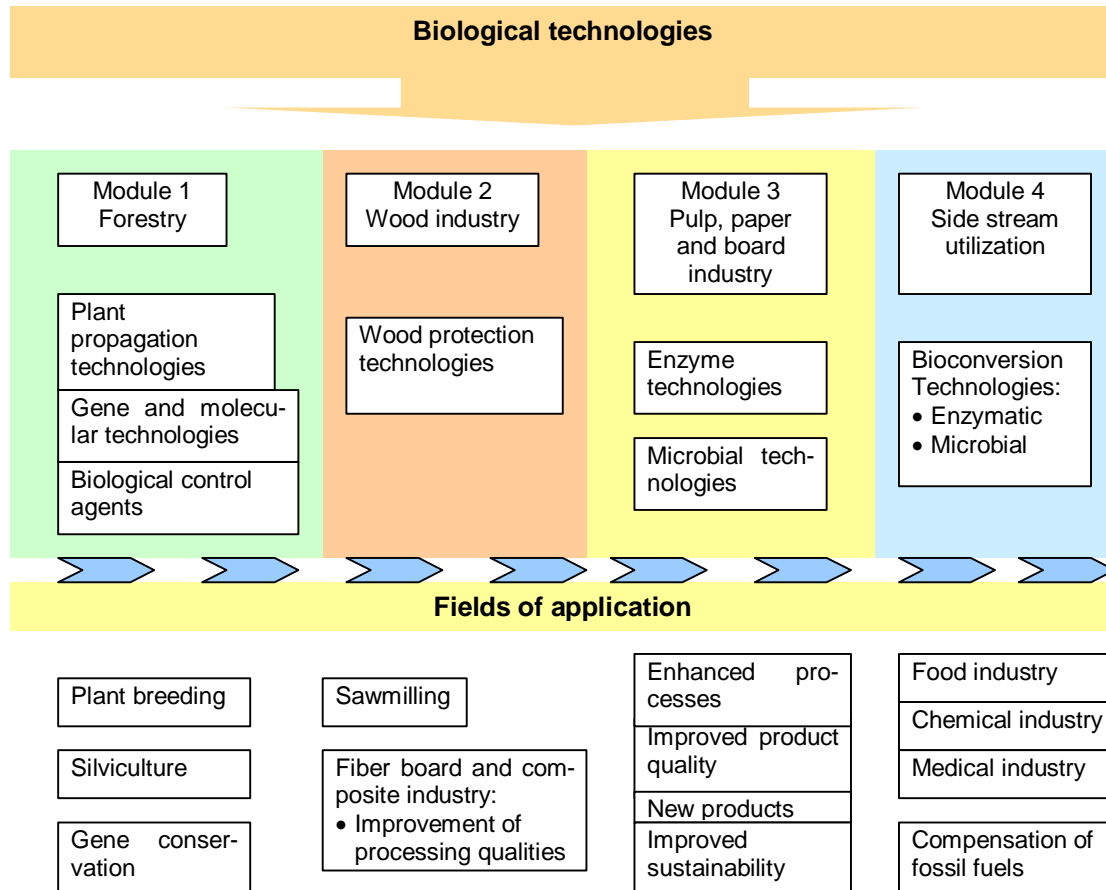 Biological technologies
Module 1
Forestry
Plant
propagation
technologies
Gene and molecu-
lar technologies
Biological control
agents
Module 2
Wood industry
Wood protection
technologies
Module 3
Pulp, paper
and board
industry
Enzyme
technologies
Microbial tech-
nologies
Module 4
Side stream
utilization
Bioconversion
Technologies:
• Enzymatic
• Microbial
Fields of application
Plant breeding
Silviculture
Gene conser-
vation
Sawmilling
Fiber board and com-
posite industry:
• Improvement of
processing qualities
Enhanced pro-
cesses
Improved product
quality
New products
Improved
sustainability
Food industry
Chemical industry
Medical industry
Compensation of
fossil fuels